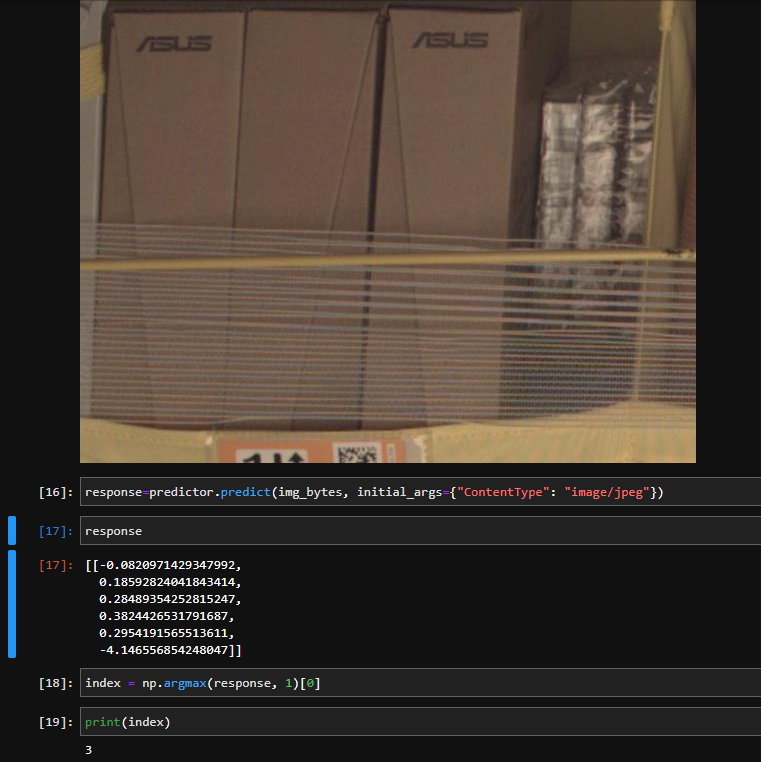 ASUS
ASUS
[16]: response=predictor.predict(img_bytes, initial_args={"ContentType": "image/jpeg"})
[17]: response
[17]: [[-0.0820971429347992,
0.18592824041843414,
0.28489354252815247,
0.3824426531791687,
0.2954191565513611,
-4.146556854248047]]
[18]: index = np.argmax(response, 1)[0]
[19]: print(index)
3